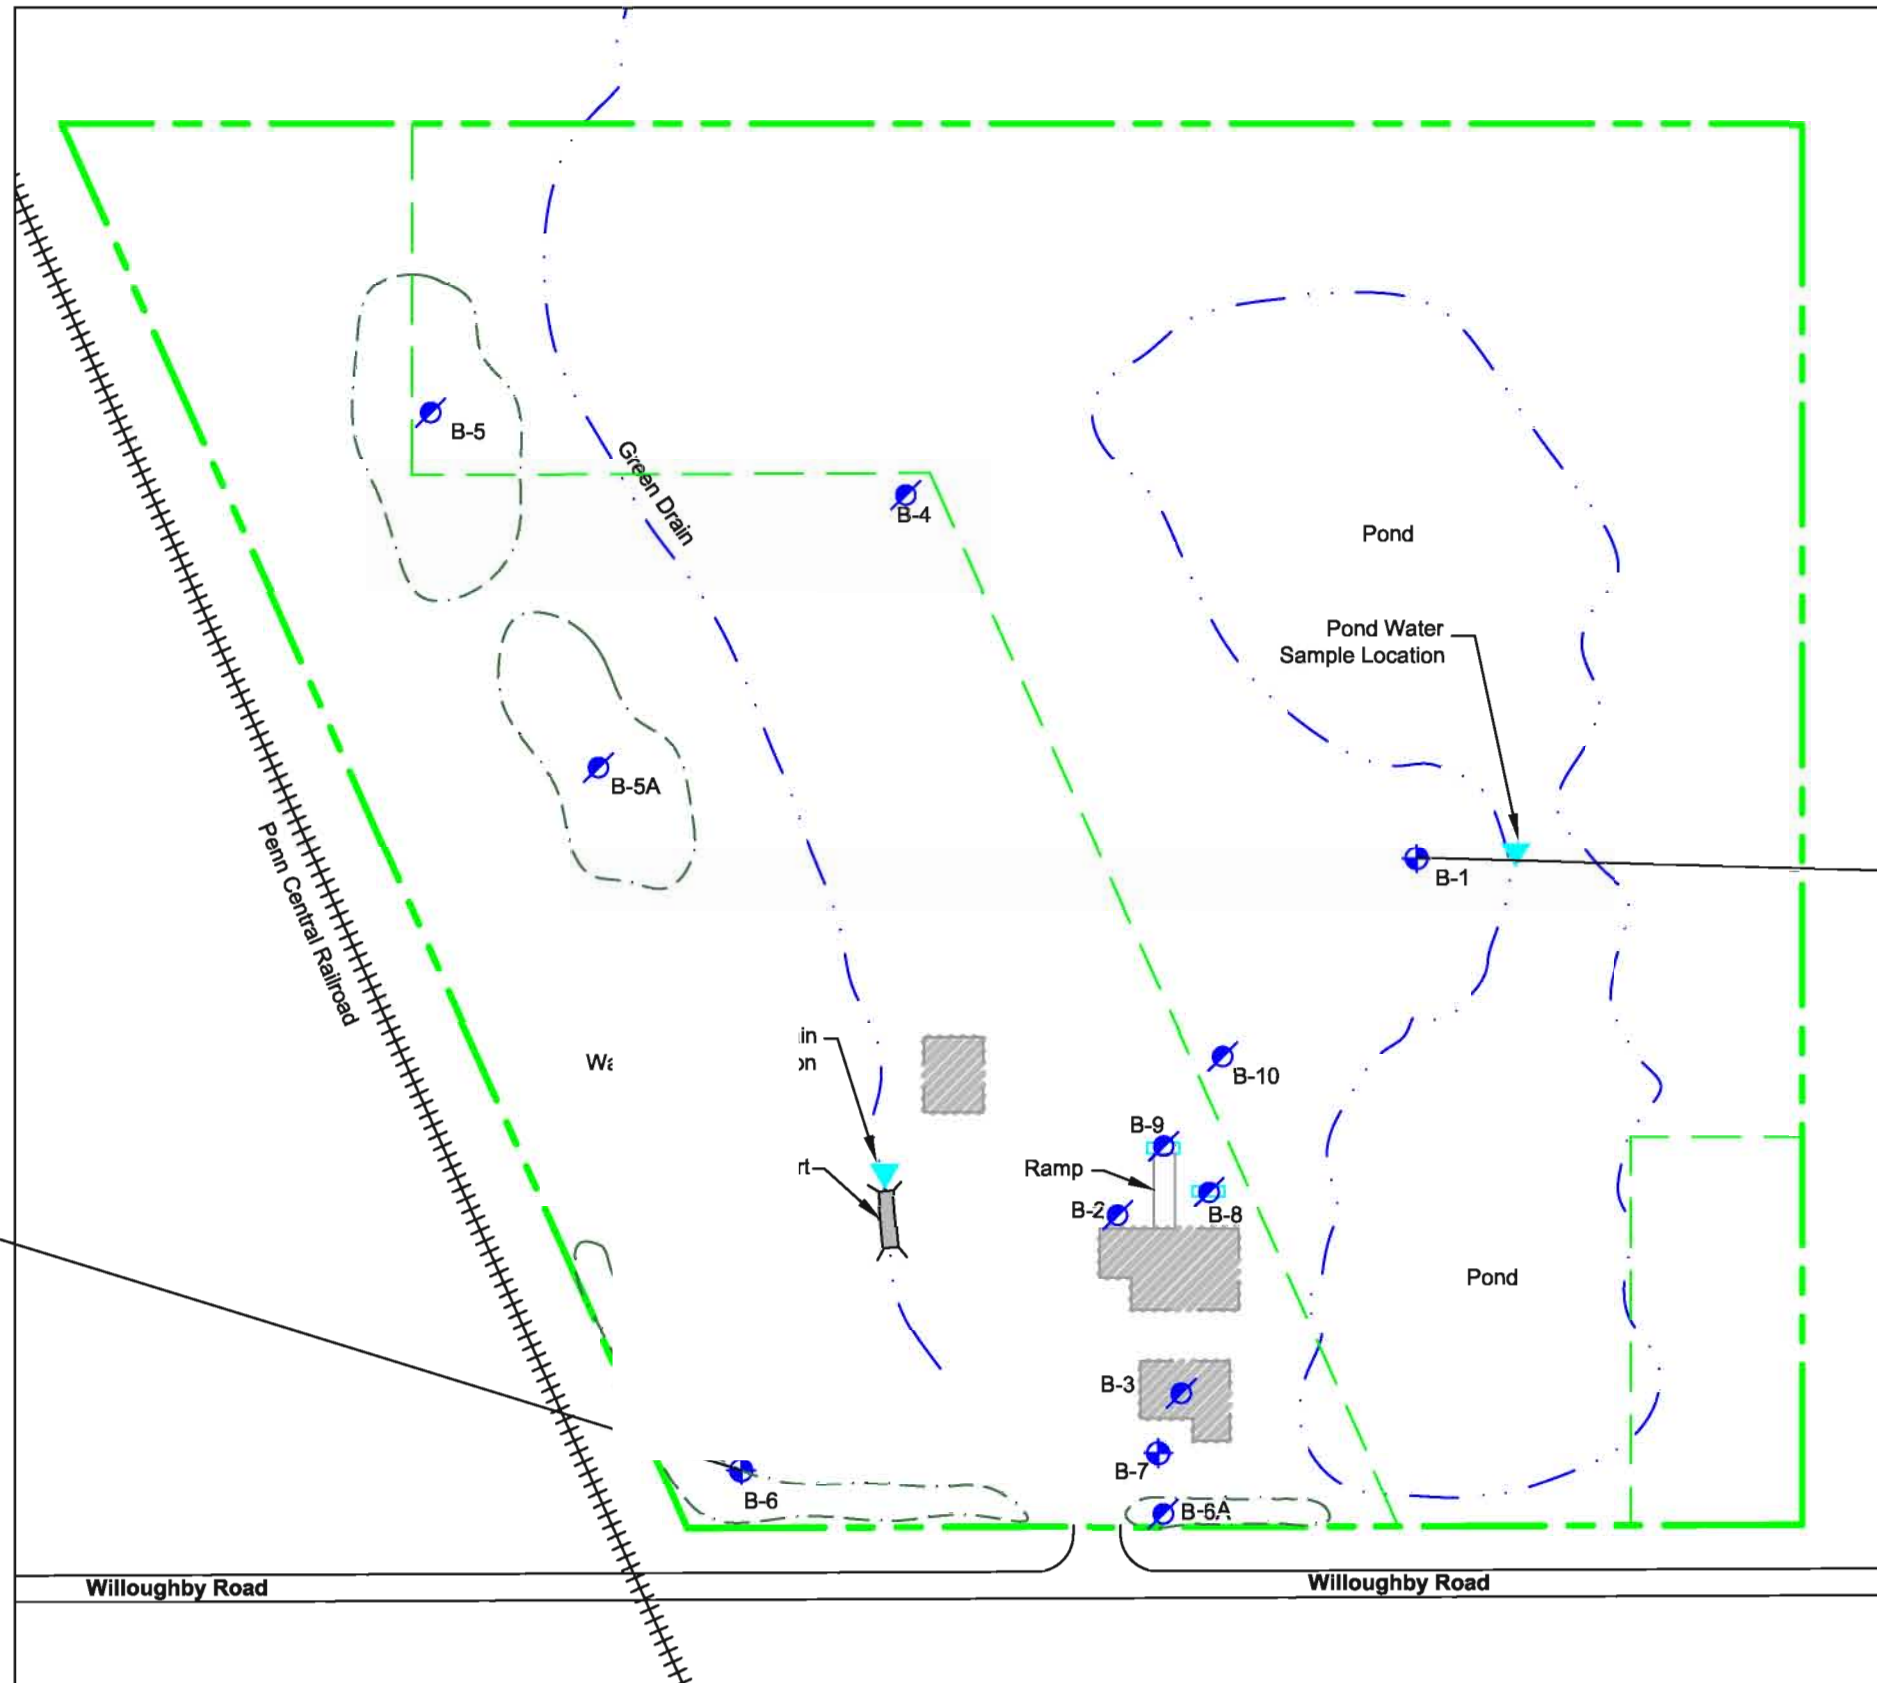 B-5
Green Drain
B-4
Pond
Pond Water
Sample Location
B-5A
B-1
Penn Central Railroad
B-10
B-9
Ramp
B-2
B-8
Pond
B-3
B-7
B-6
B-6A
Willoughby Road
Willoughby Road